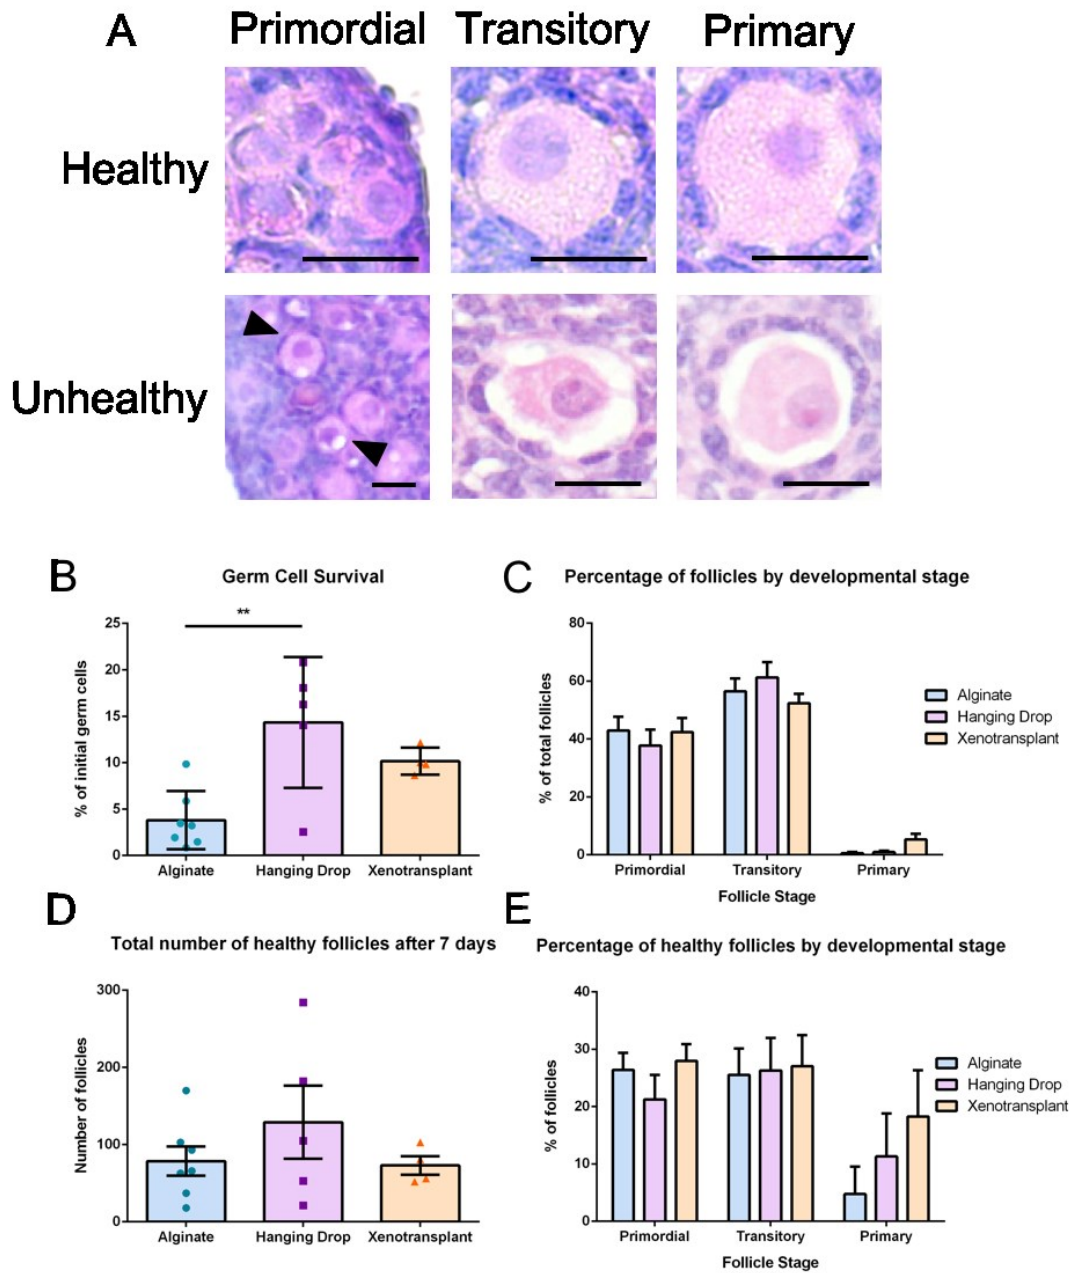 A
Primordial
Transitory
Primary
Healthy
Unhealthy
B
Germ Cell Survival
**
25
20
15
10
5
0
% of initial germ cells
Alginate
Hanging Drop
Xenotransplant
C
Percentage of follicles by developmental stage
80
60
40
20
0
% of total follicles
Primordial
Transitory
Primary
Follicle Stage
Alginate
Hanging Drop
Xenotransplant
D
Total number of healthy follicles after 7 days
300
200
100
0
Number of follicles
Alginate
Hanging Drop
Xenotransplant
E
Percentage of healthy follicles by developmental stage
40
30
20
10
0
% of follicles
Primordial
Transitory
Primary
Follicle Stage
Alginate
Hanging Drop
Xenotransplant